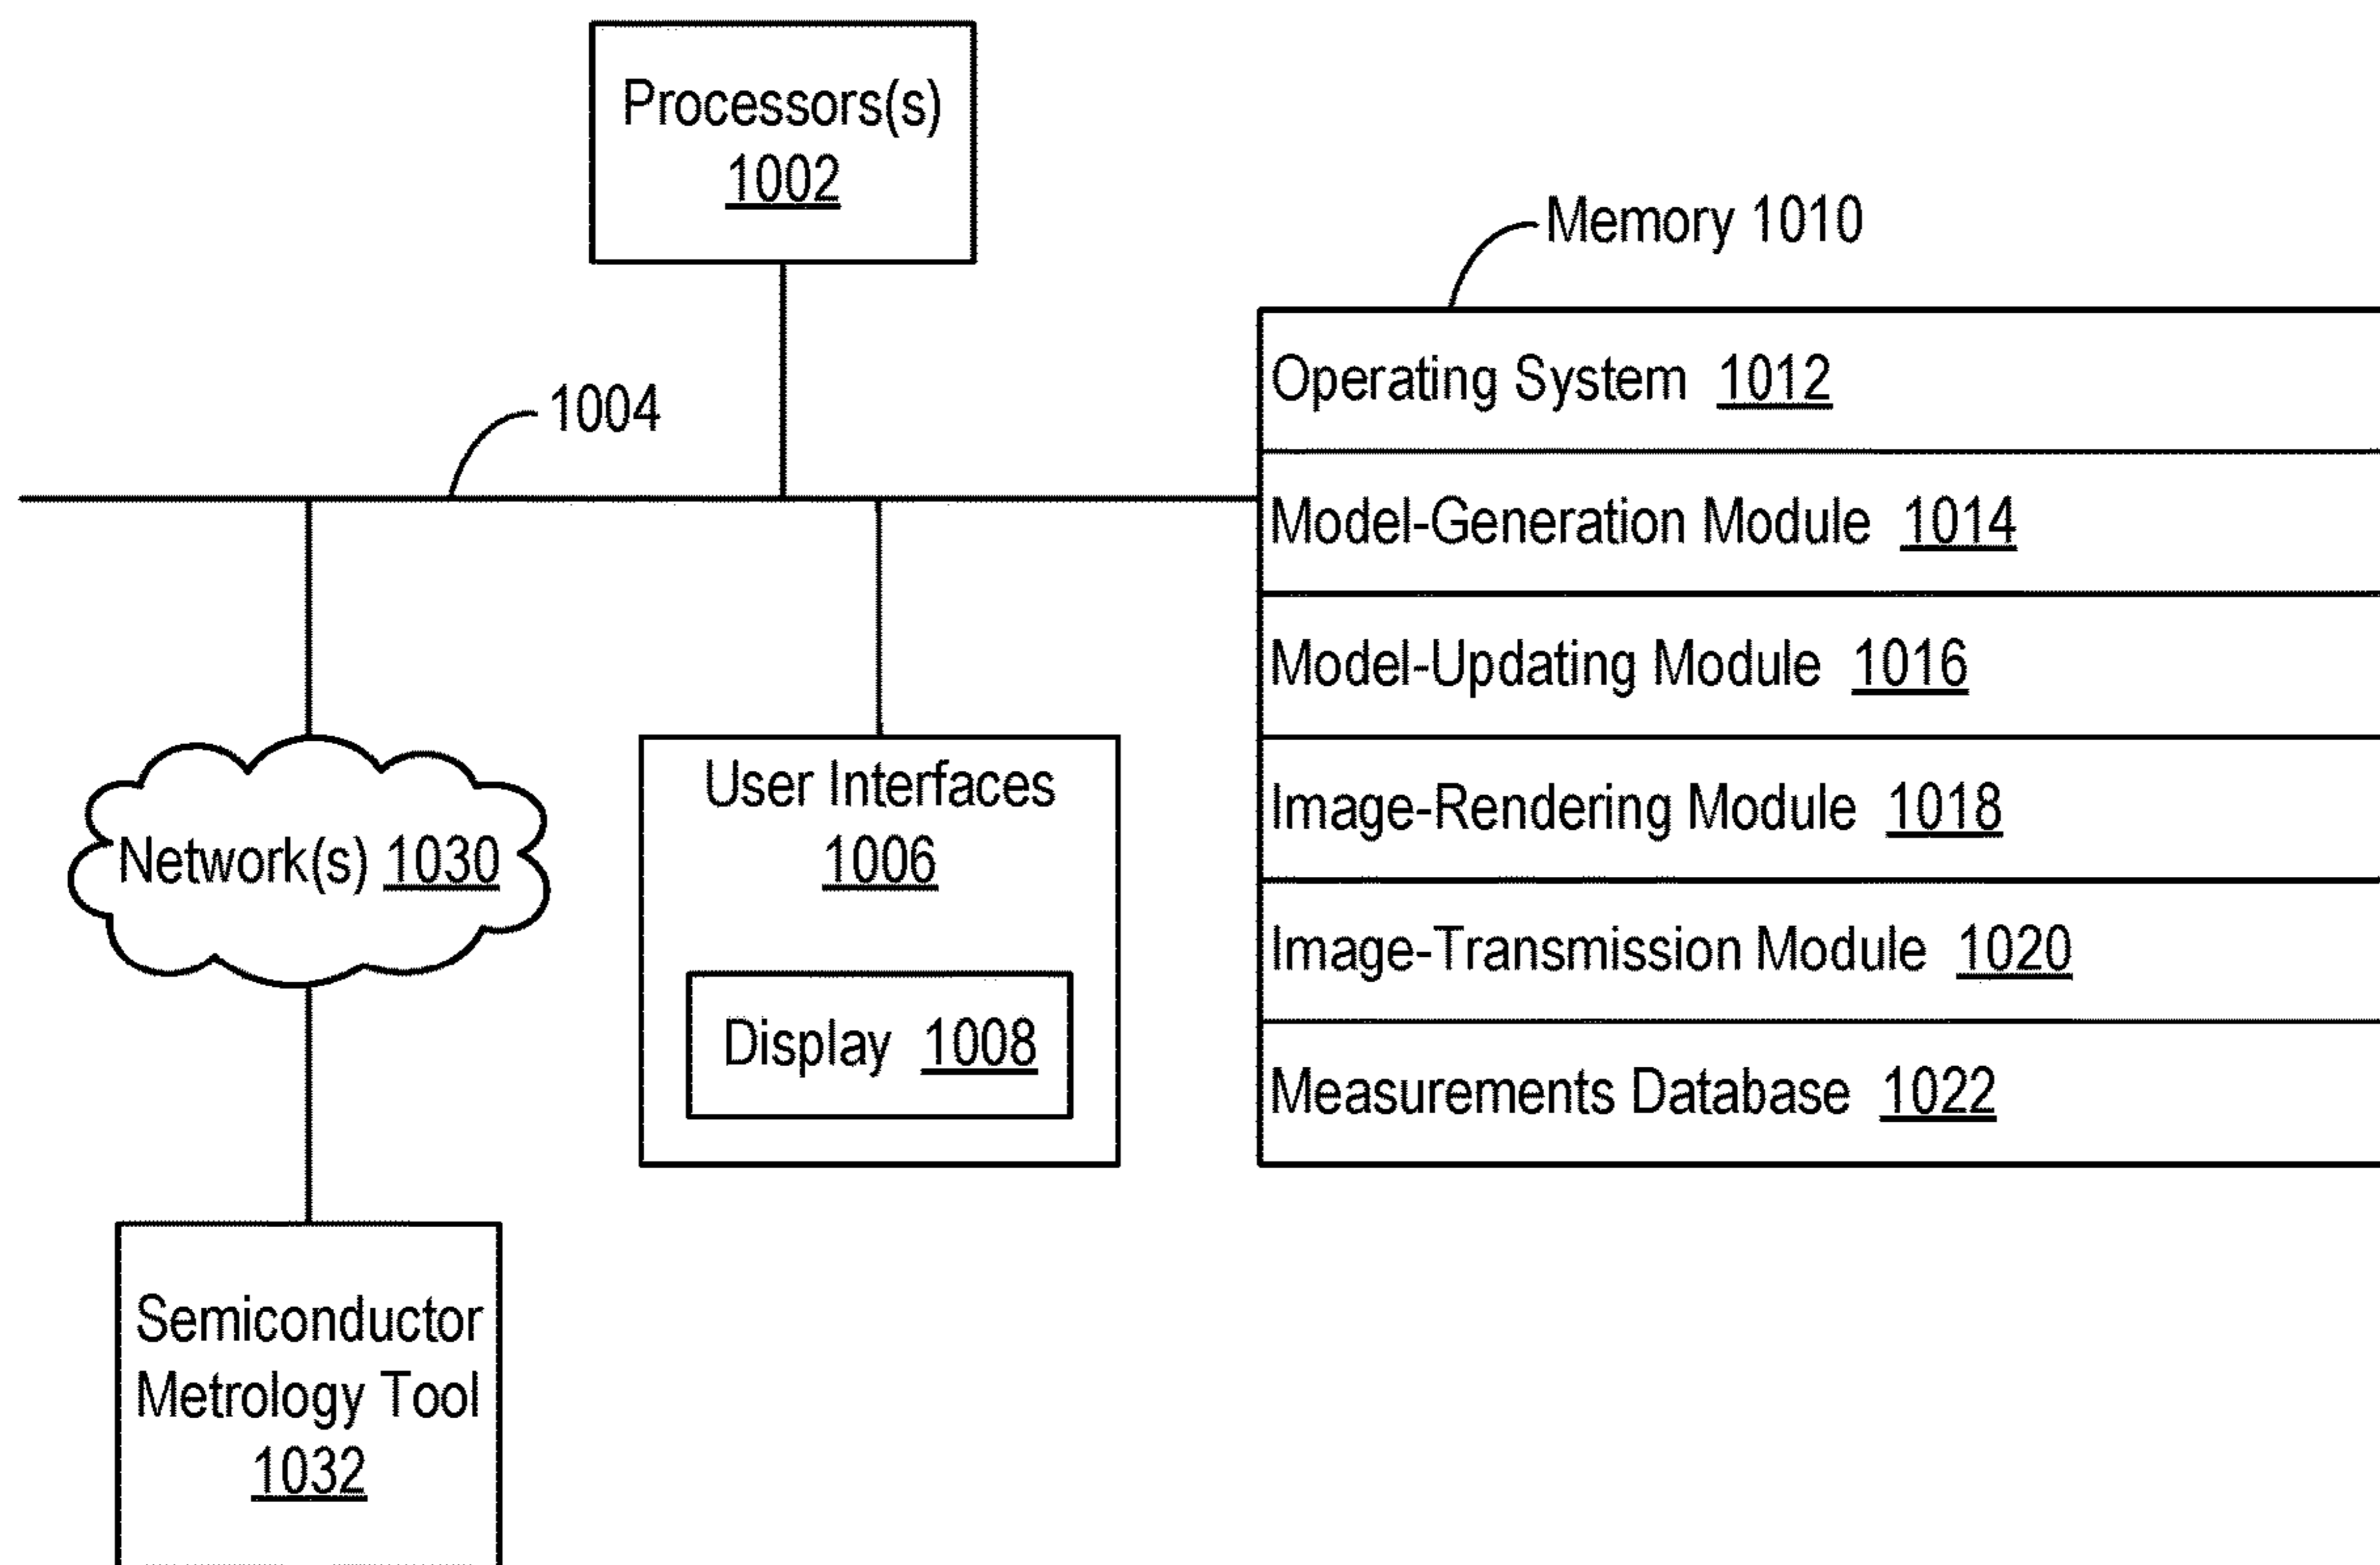 Processors(s)
1002
Memory 1010
Operating System 1012
1004
Model-Generation Module 1014
Model-Updating Module 1016
User Interfaces
1006
Image-Rendering Module 1018
Network(s) 1030
Image-Transmission Module 1020
Display 1008
Measurements Database 1022
Semiconductor
Metrology Tool
1032